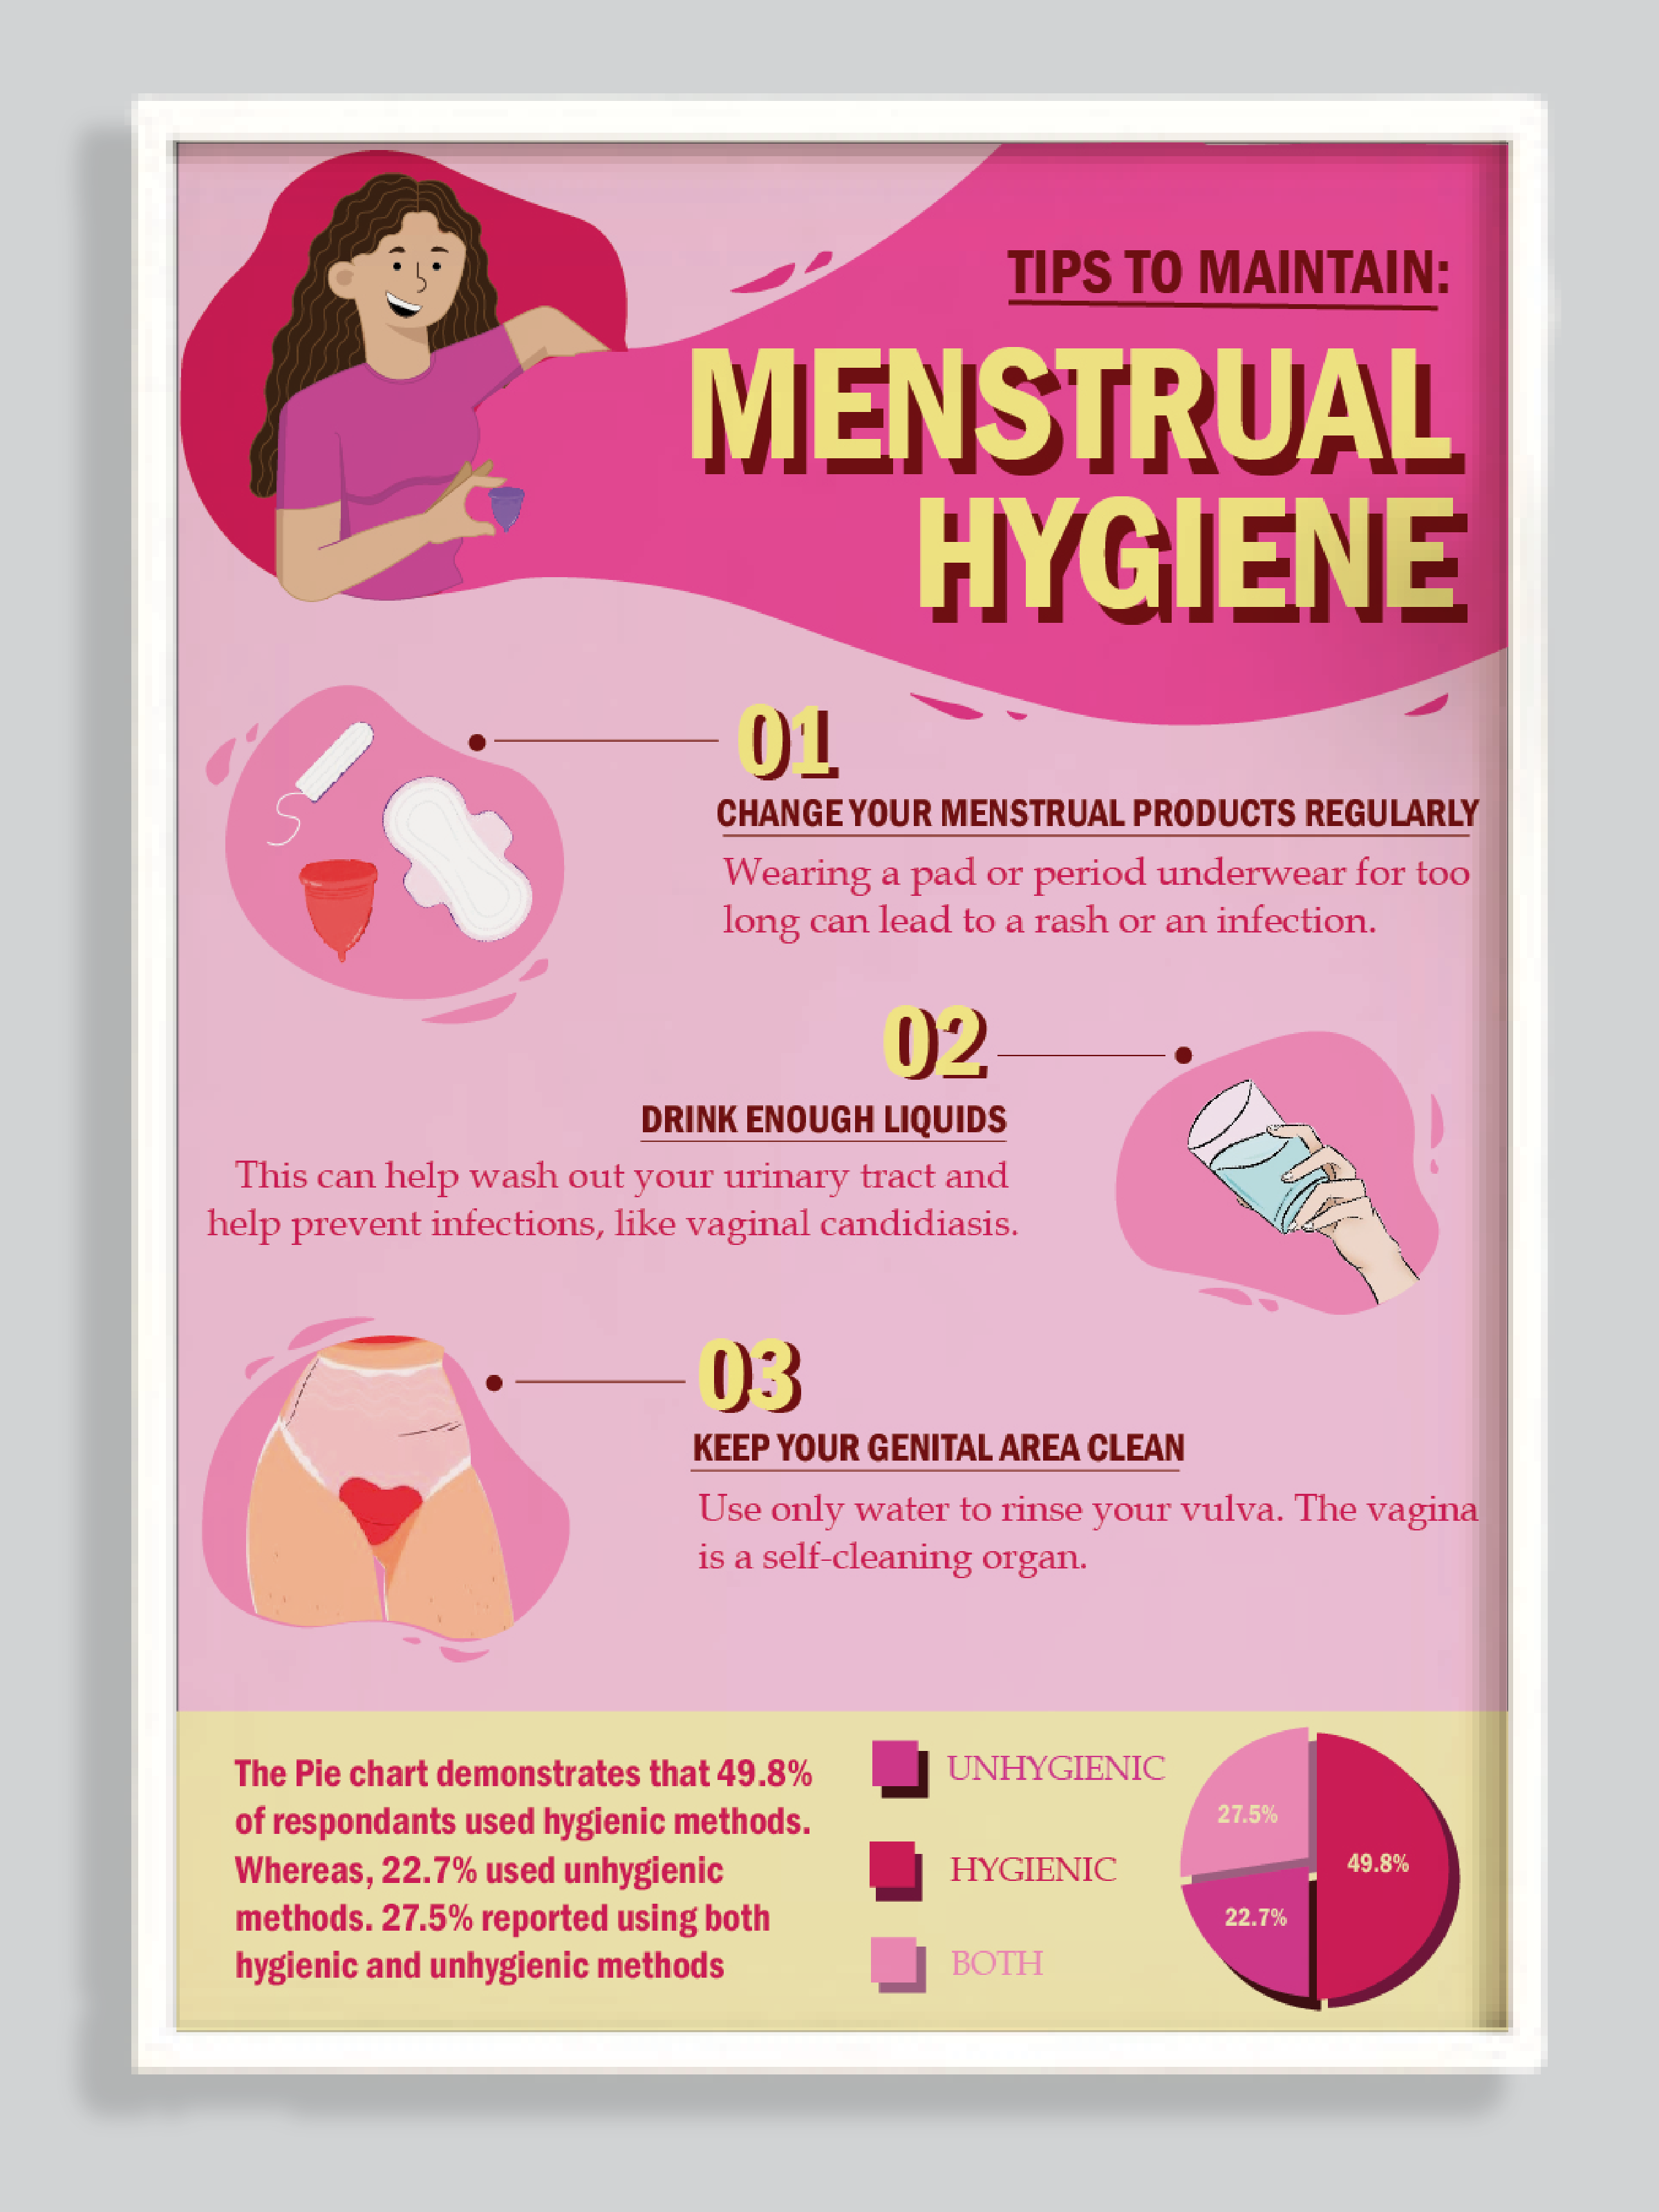 TIPS TO MAINTAIN:
MENSTRUAL
HYGIENE
01
CHANGE YOUR MENSTRUAL PRODUCTS REGULARLY
Wearing a pad or period underwear for too
long can lead to a rash or an infection.
02
DRINK ENOUGH LIQUIDS
This can help wash out your urinary tract and
help prevent infections, like vaginal candidiasis.
03
KEEP YOUR GENITAL AREA CLEAN
Use only water to rinse your vulva. The vagina
is a self-cleaning organ.
The Pie chart demonstrates that 49.8%
of respondants used hygienic methods.
Whereas, 22.7% used unhygienic
methods. 27.5% reported using both
hygienic and unhygienic methods
UNHYGIENIC
HYGIENIC
BOTH
27.5%
49.8%
22.7%